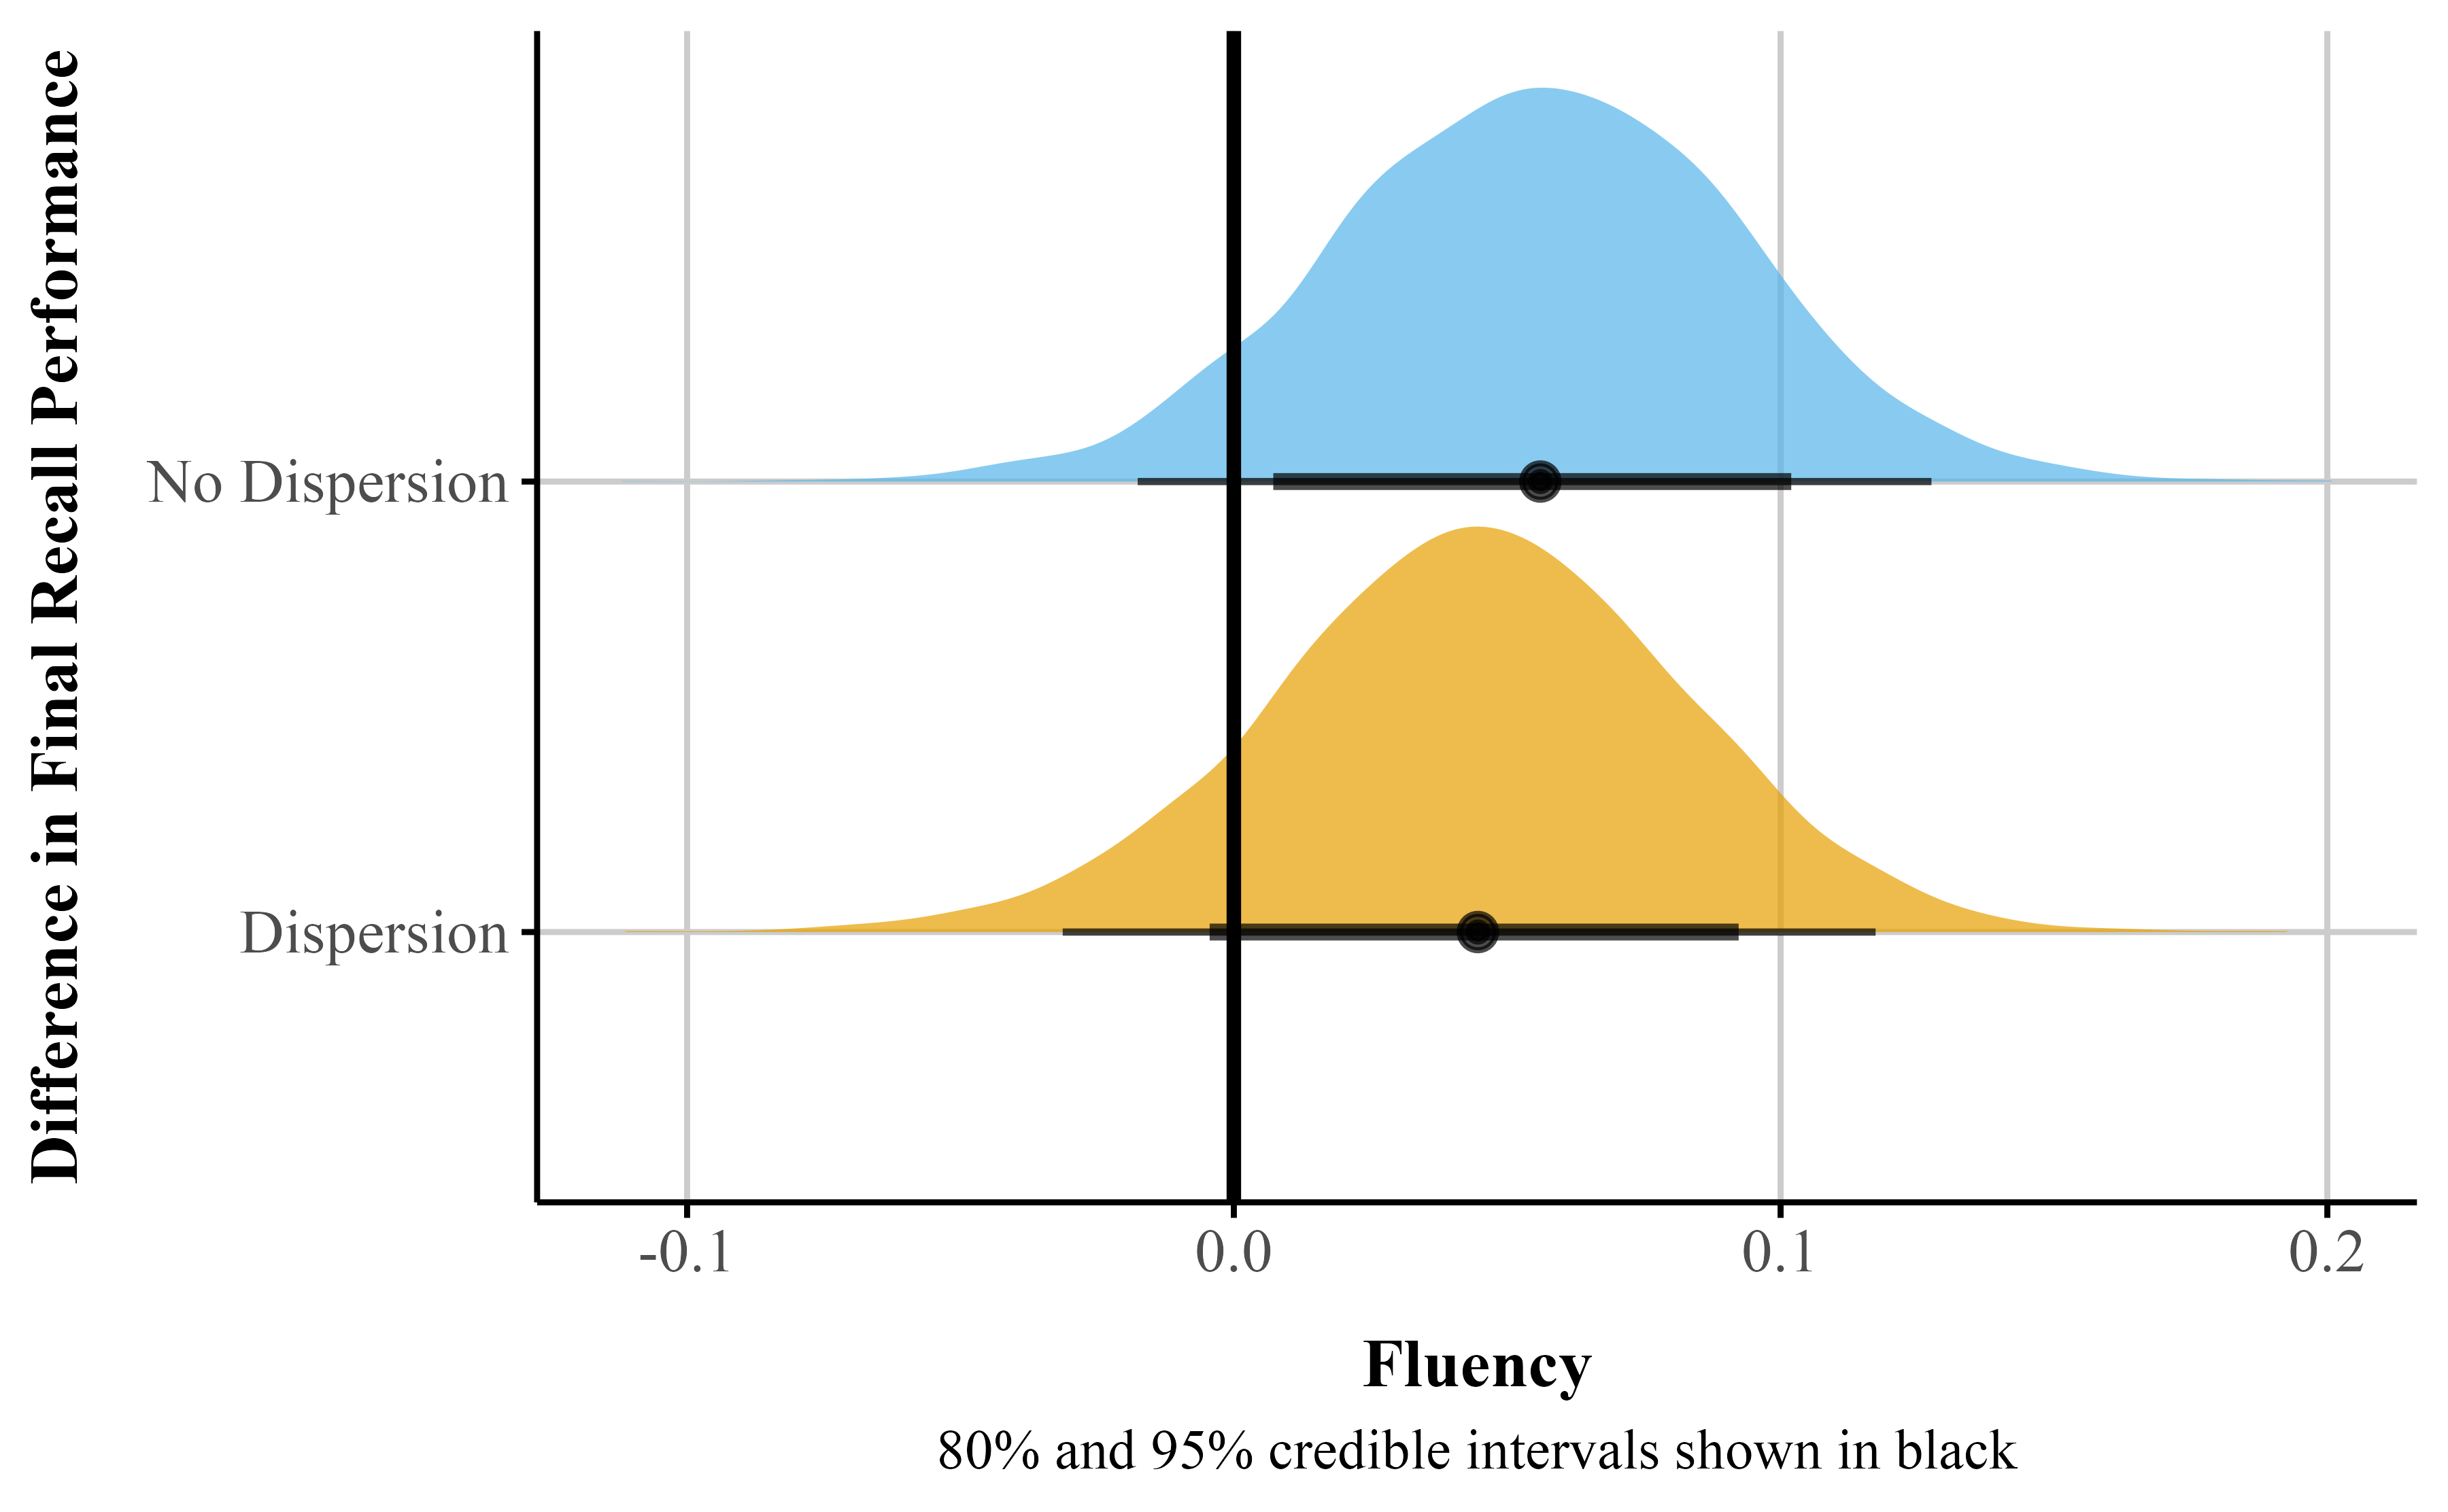 Difference in Final Recall Performance
No Dispersion
Dispersion
-0.1 0.0 0.1 0.2
Fluency
80% and 95% credible intervals shown in black